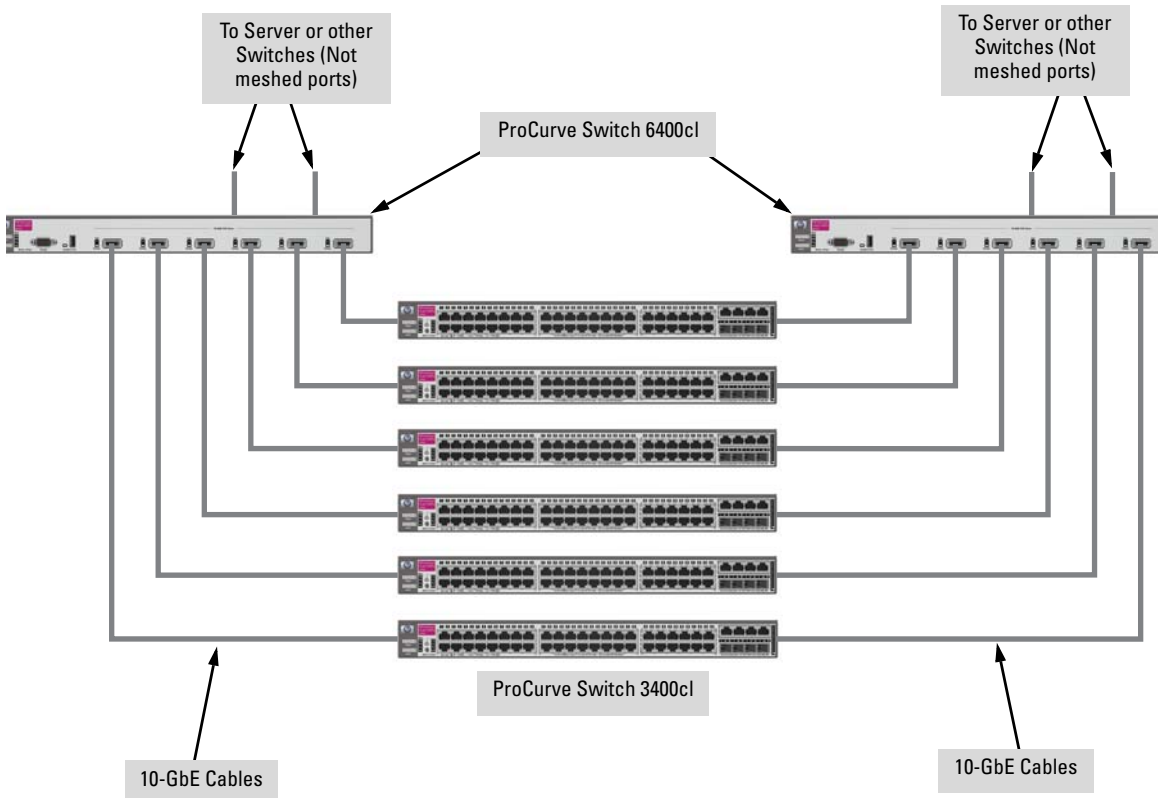 To Server or other
Switches (Not
meshed ports)
To Server or other
Switches (Not
meshed ports)
ProCurve Switch 6400cl
ProCurve Switch 3400cl
10-GbE Cables
10-GbE Cables